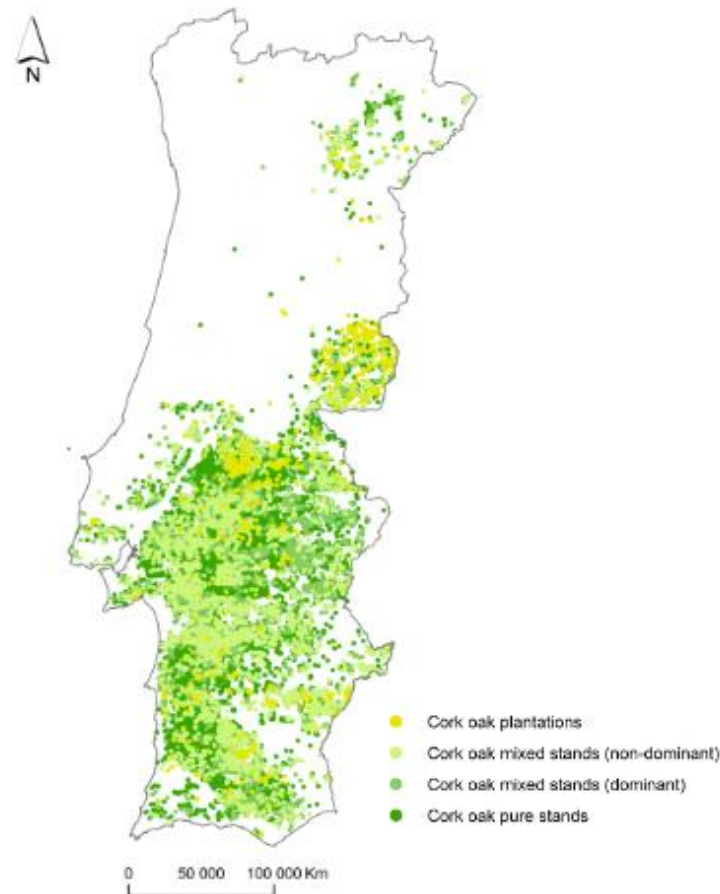 N
Cork oak plantations
Cork oak mixed stands (non-dominant)
Cork oak mixed stands (dominant)
Cork oak pure stands
0 50 000 100 000 Km